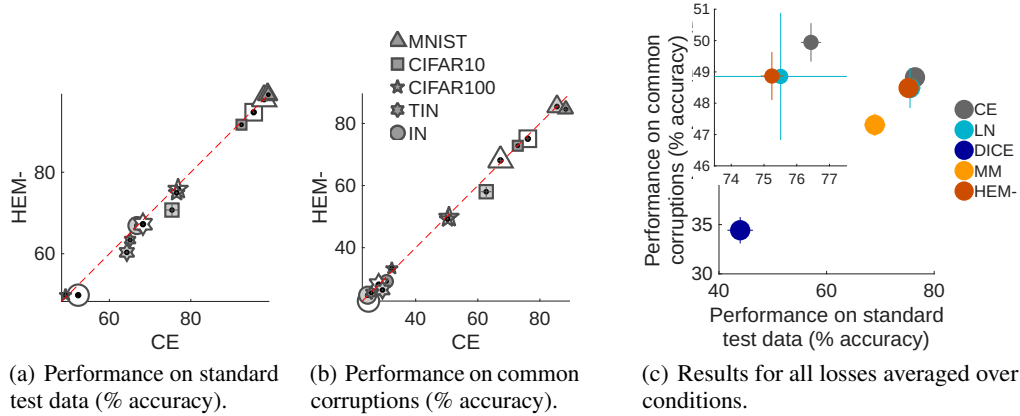 80
60
HEM-
60 80
CE
(a) Performance on standard
test data (% accuracy).
MNIST
CIFAR10
CIFAR100
TIN
IN
80
60
40
HEM-
40 60 80
CE
(b) Performance on common
corruptions (% accuracy).
51
50
49
48
47
46
74 75 76 77
35
30
40 60 80
Performance on common
corruptions (% accuracy)
Performance on standard
test data (% accuracy)
CE
LN
DICE
MM
HEM-
(c) Results for all losses averaged over
conditions.